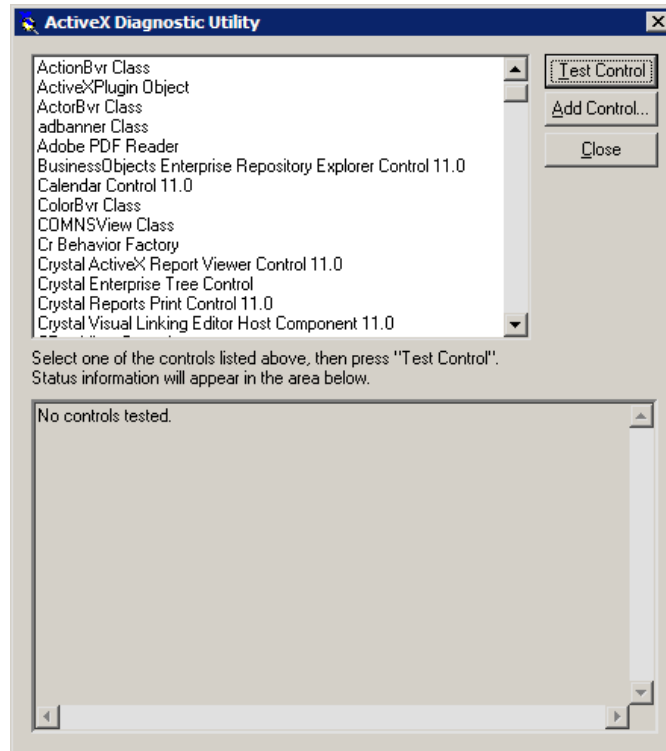 ActiveX Diagnostic Utility
ActionBvr Class
ActiveXPlugin Object
ActorBvr Class
adbanner Class
Adobe PDF Reader
BusinessObjects Enterprise Repository Explorer Control 11.0
Calendar Control 11.0
ColorBvr Class
COMNSView Class
Cr Behavior Factory
Crystal ActiveX Report Viewer Control 11.0
Crystal Enterprise Tree Control
Crystal Reports Print Control 11.0
Crystal Visual Linking Editor Host Component 11.0
Test Control
Add Control...
Close
Select one of the controls listed above, then press "Test Control".
Status information will appear in the area below.
No controls tested.